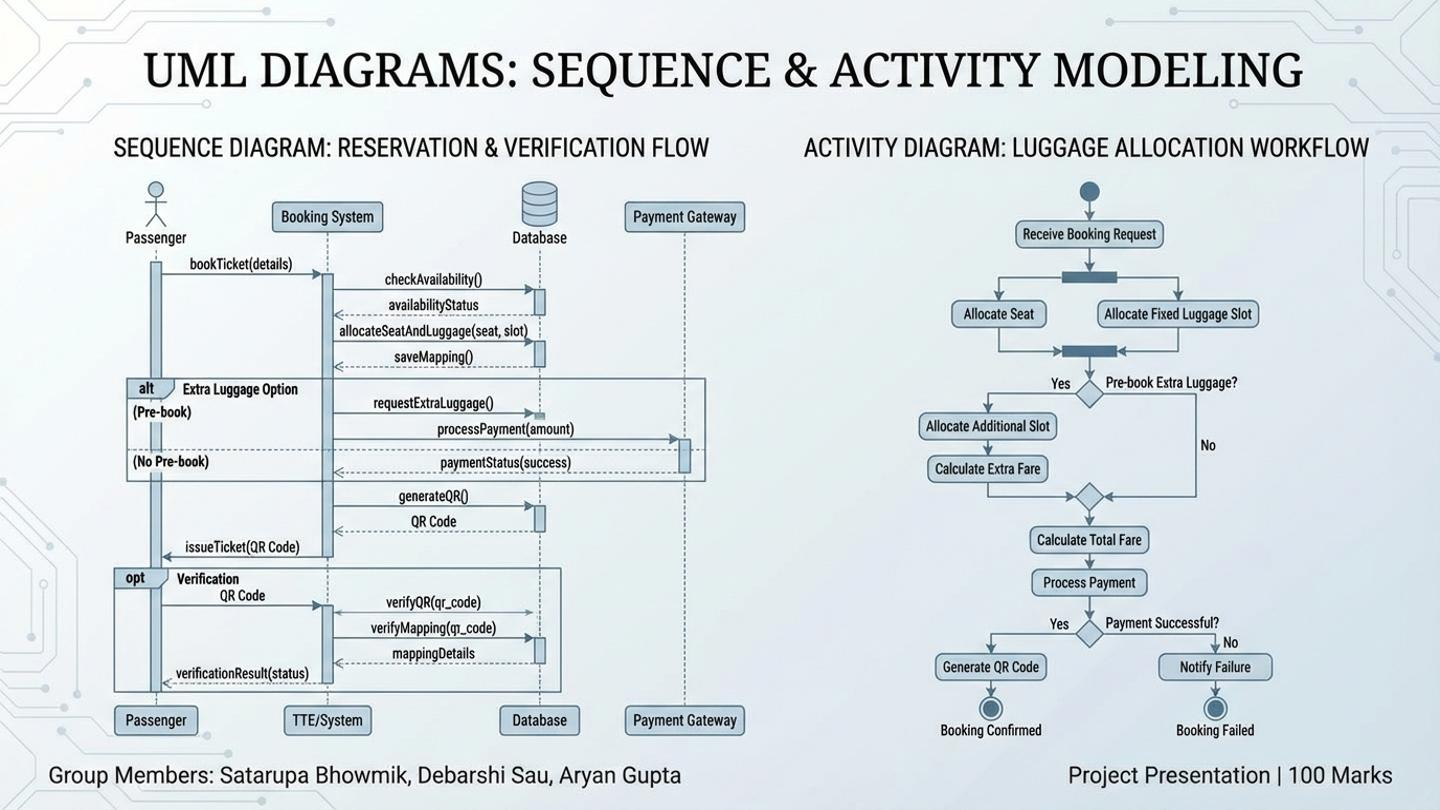 UML DIAGRAMS: SEQUENCE & ACTIVITY MODELING
SEQUENCE DIAGRAM: RESERVATION & VERIFICATION FLOW
Passenger
Booking System
Database
Payment Gateway
bookTicket(details)
checkAvailability()
availabilityStatus
allocateSeatAndLuggage(seat, slot)
saveMapping()
alt
Extra Luggage Option
(Pre-book)
requestExtraLuggage()
processPayment(amount)
(No Pre-book)
paymentStatus(success)
generateQR()
QR Code
issueTicket(QR Code)
opt
Verification
QR Code
verifyQR(qr_code)
verifyMapping(qr_code)
mappingDetails
verificationResult(status)
Passenger
TTE/System
Database
Payment Gateway
ACTIVITY DIAGRAM: LUGGAGE ALLOCATION WORKFLOW
Receive Booking Request
Allocate Seat
Allocate Fixed Luggage Slot
Yes
Pre-book Extra Luggage?
Allocate Additional Slot
No
Calculate Extra Fare
Calculate Total Fare
Process Payment
Yes
Payment Successful?
No
Generate QR Code
Notify Failure
Booking Confirmed
Booking Failed
Group Members: Satarupa Bhowmik, Debarshi Sau, Aryan Gupta
Project Presentation | 100 Marks